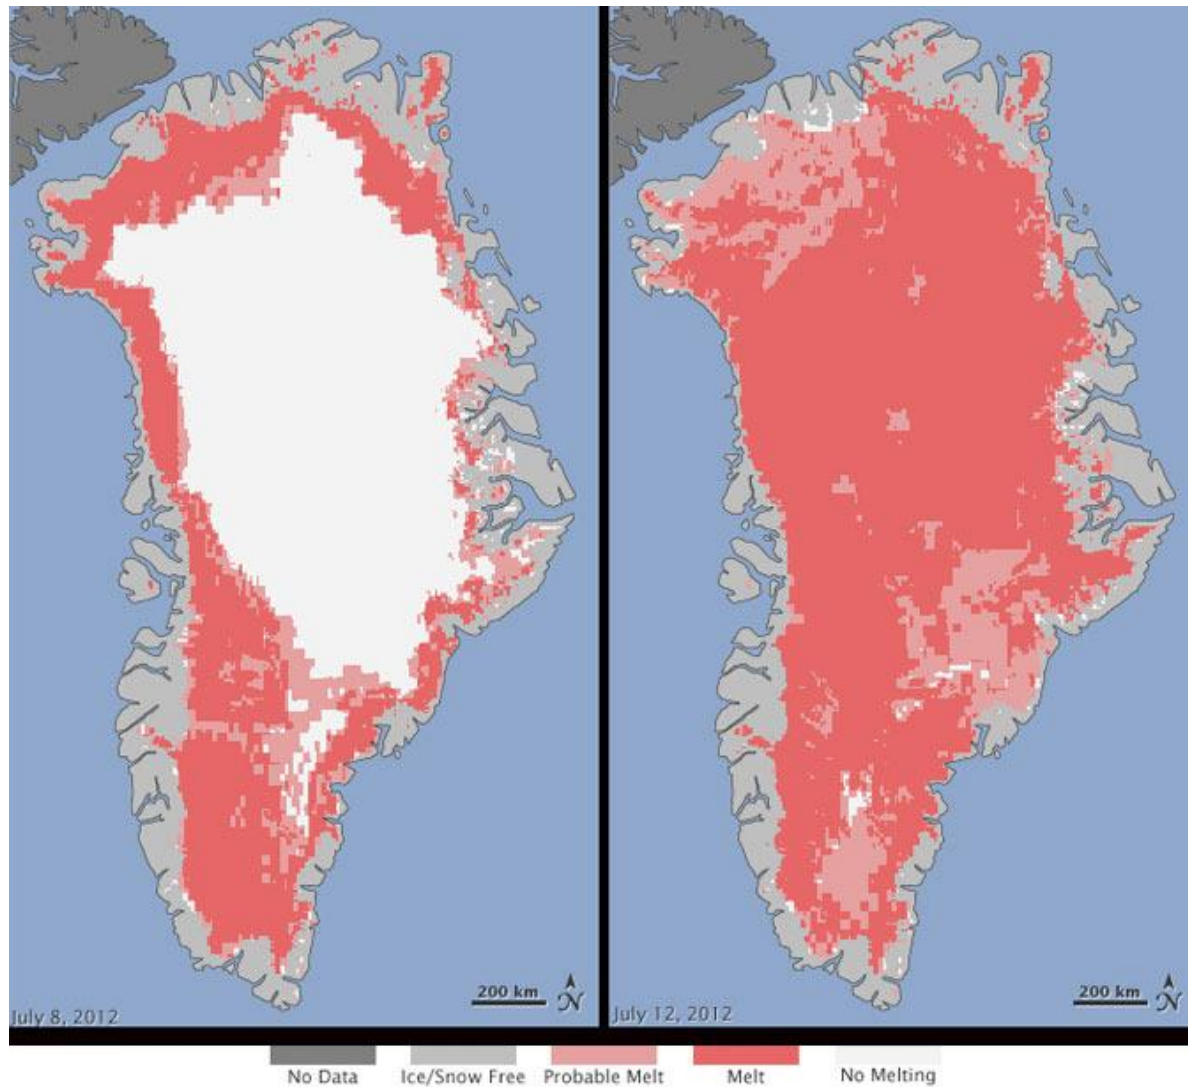 200 km
N
July 8, 2012
200 km
N
July 12, 2012
No Data
Ice/Snow Free
Probable Melt
Melt
No Melting